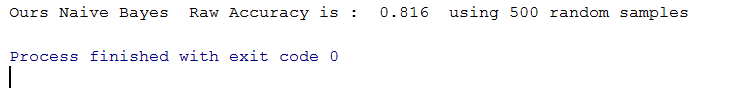 Ours Naive Bayes  Raw Accuracy is :  0.816  using 500 random samples
Process finished with exit code 0